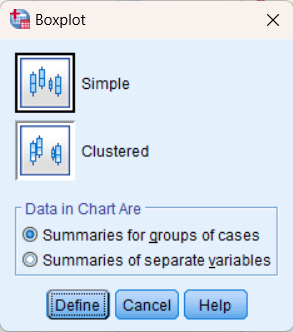 Boxplot
Simple
Clustered
Data in Chart Are
Summaries for groups of cases
Summaries of separate variables
Define Cancel Help